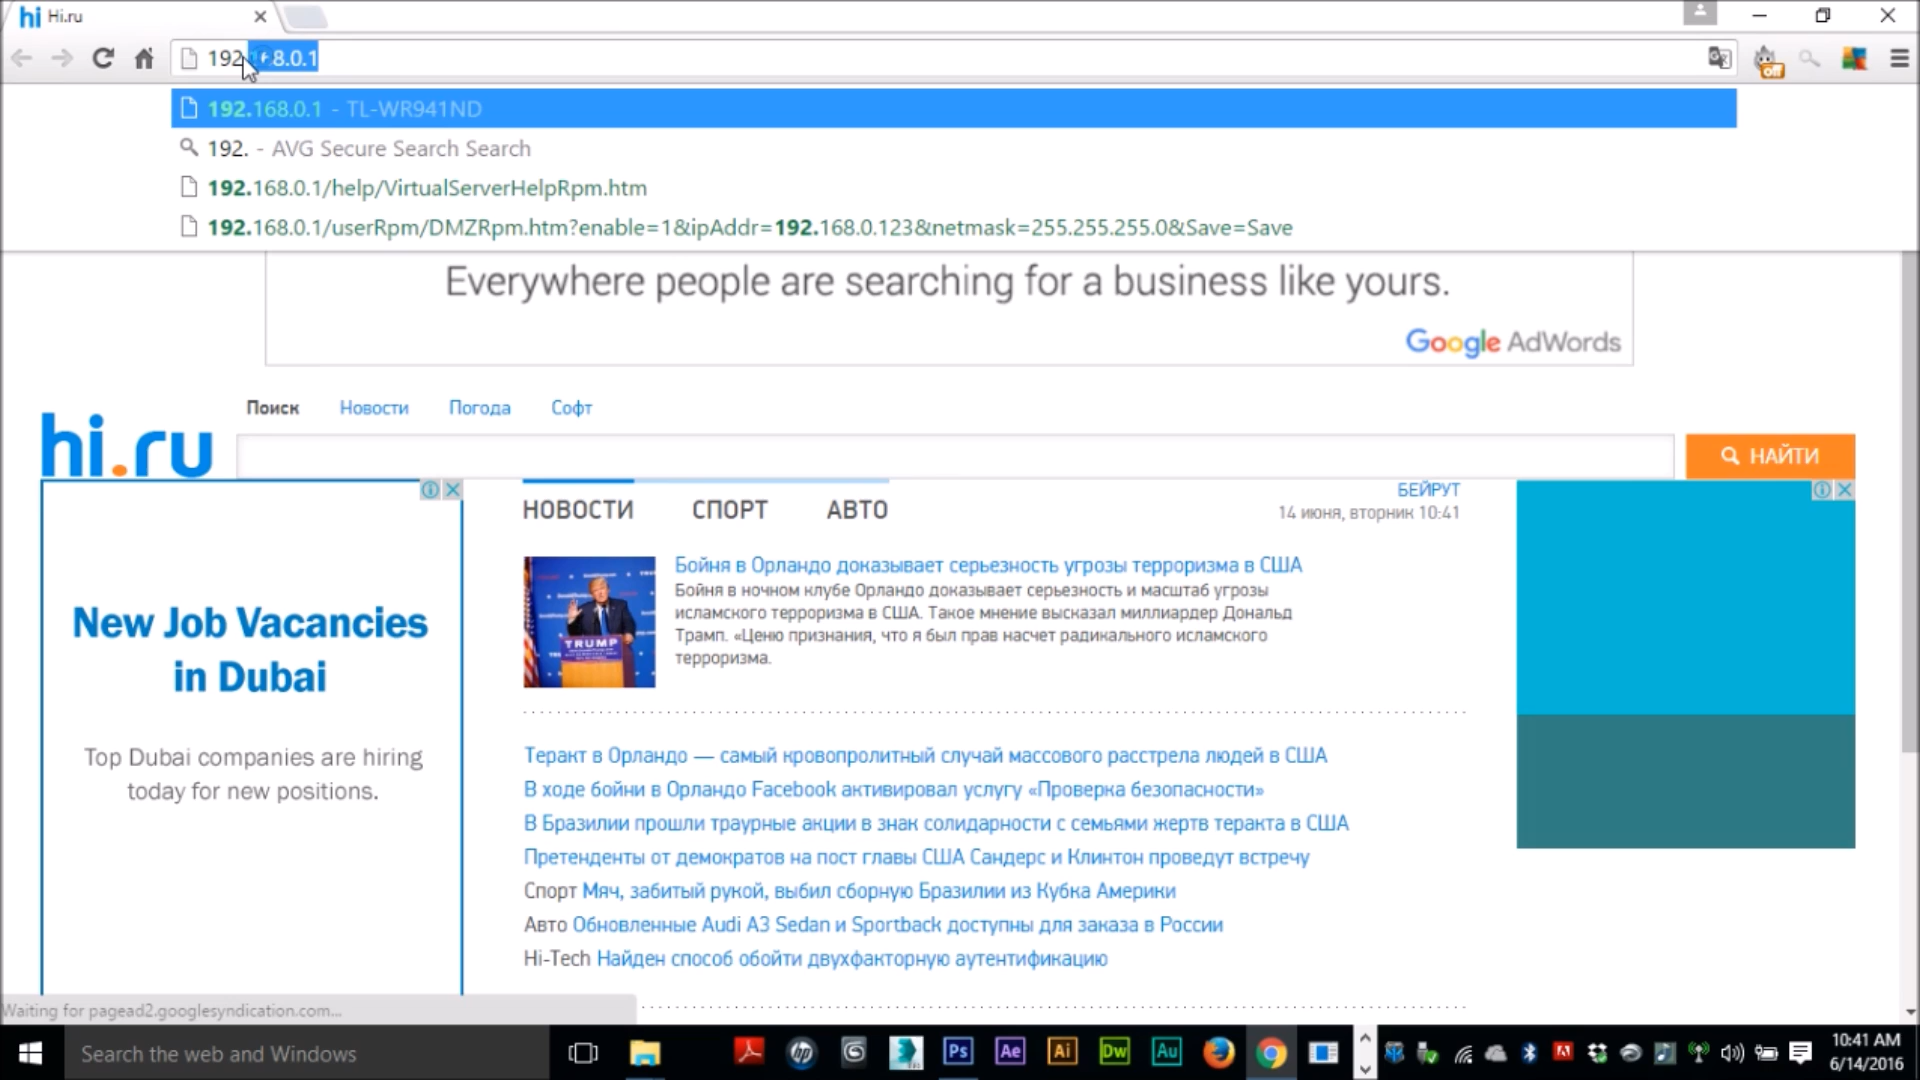 Hi.ru
192.168.0.1
192.168.0.1 - TL-WR941ND
192. - AVG Secure Search Search
192.168.0.1/help/VirtualServerHelpRpm.htm
192.168.0.1/userRpm/DMZRpm.htm?enable=1&ipAddr=192.168.0.123&netmask=255.255.255.0&Save=Save
off
Everywhere people are searching for a business like yours.
Google AdWords
Поиск Новости Погода Софт
hi.ru
НАЙТИ
НОВОСТИ СПОРТ АВТО
БЕЙРУТ
14 июня, вторник 10:41
New Job Vacancies
in Dubai
Top Dubai companies are hiring
today for new positions.
TRUMP
Бойня в Орландо доказывает серьезность угрозы терроризма в США
Бойня в ночном клубе Орландо доказывает серьезность и масштаб угрозы
исламского терроризма в США. Такое мнение высказал миллиардер Дональд
Трамп. «Ценю признания, что я был прав насчет радикального исламского
терроризма.
Теракт в Орландо — самый кровопролитный случай массового расстрела людей в США
В ходе бойни в Орландо Facebook активировал услугу «Проверка безопасности»
В Бразилии прошли траурные акции в знак солидарности с семьями жертв теракта в США
Претенденты от демократов на пост главы США Сандерс и Клинтон проведут встречу
Спорт Мяч, забитый рукой, выбил сборную Бразилии из Кубка Америки
Авто Обновленные Audi A3 Sedan и Sportback доступны для заказа в России
Hi-Tech Найден способ обойти двухфакторную аутентификацию
Waiting for pagead2.googlesyndication.com...
Search the web and Windows
hp
Ps
Ae
Ai
Dw
Au
10:41 AM
6/14/2016